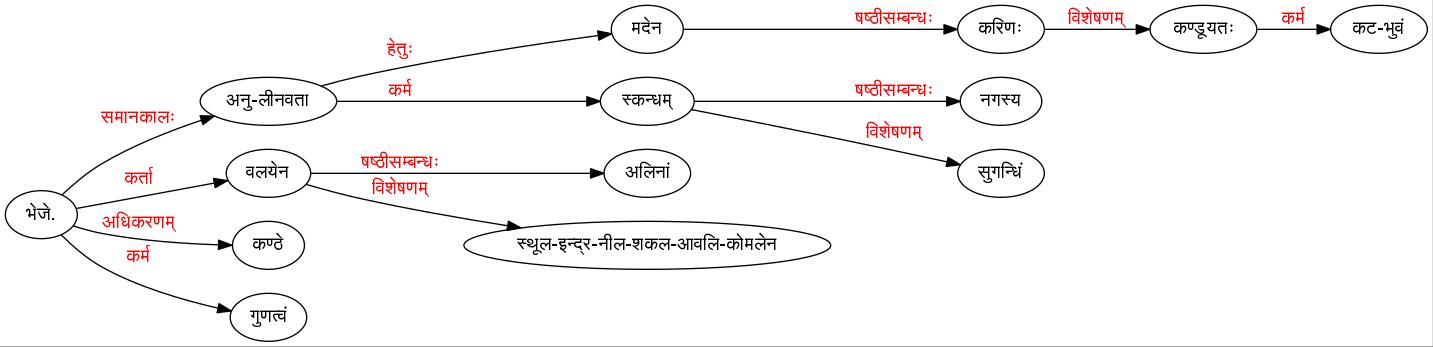 मदेन
षष्ठीसम्बन्धः
करिणः
विशेषणम्
कण्डूयतः
कर्म
कट-भुवं
हेतुः
अनु-लीनवता
कर्म
स्कन्धम्
षष्ठीसम्बन्धः
नगस्य
विशेषणम्
सुगन्धिं
समानकालः
भेजे.
कर्ता
वलयेन
षष्ठीसम्बन्धः
अलिनां
विशेषणम्
स्थूल-इन्द्र-नील-शकल-आवलि-कोमलेन
अधिकरणम्
कण्ठे
कर्म
गुणत्वं